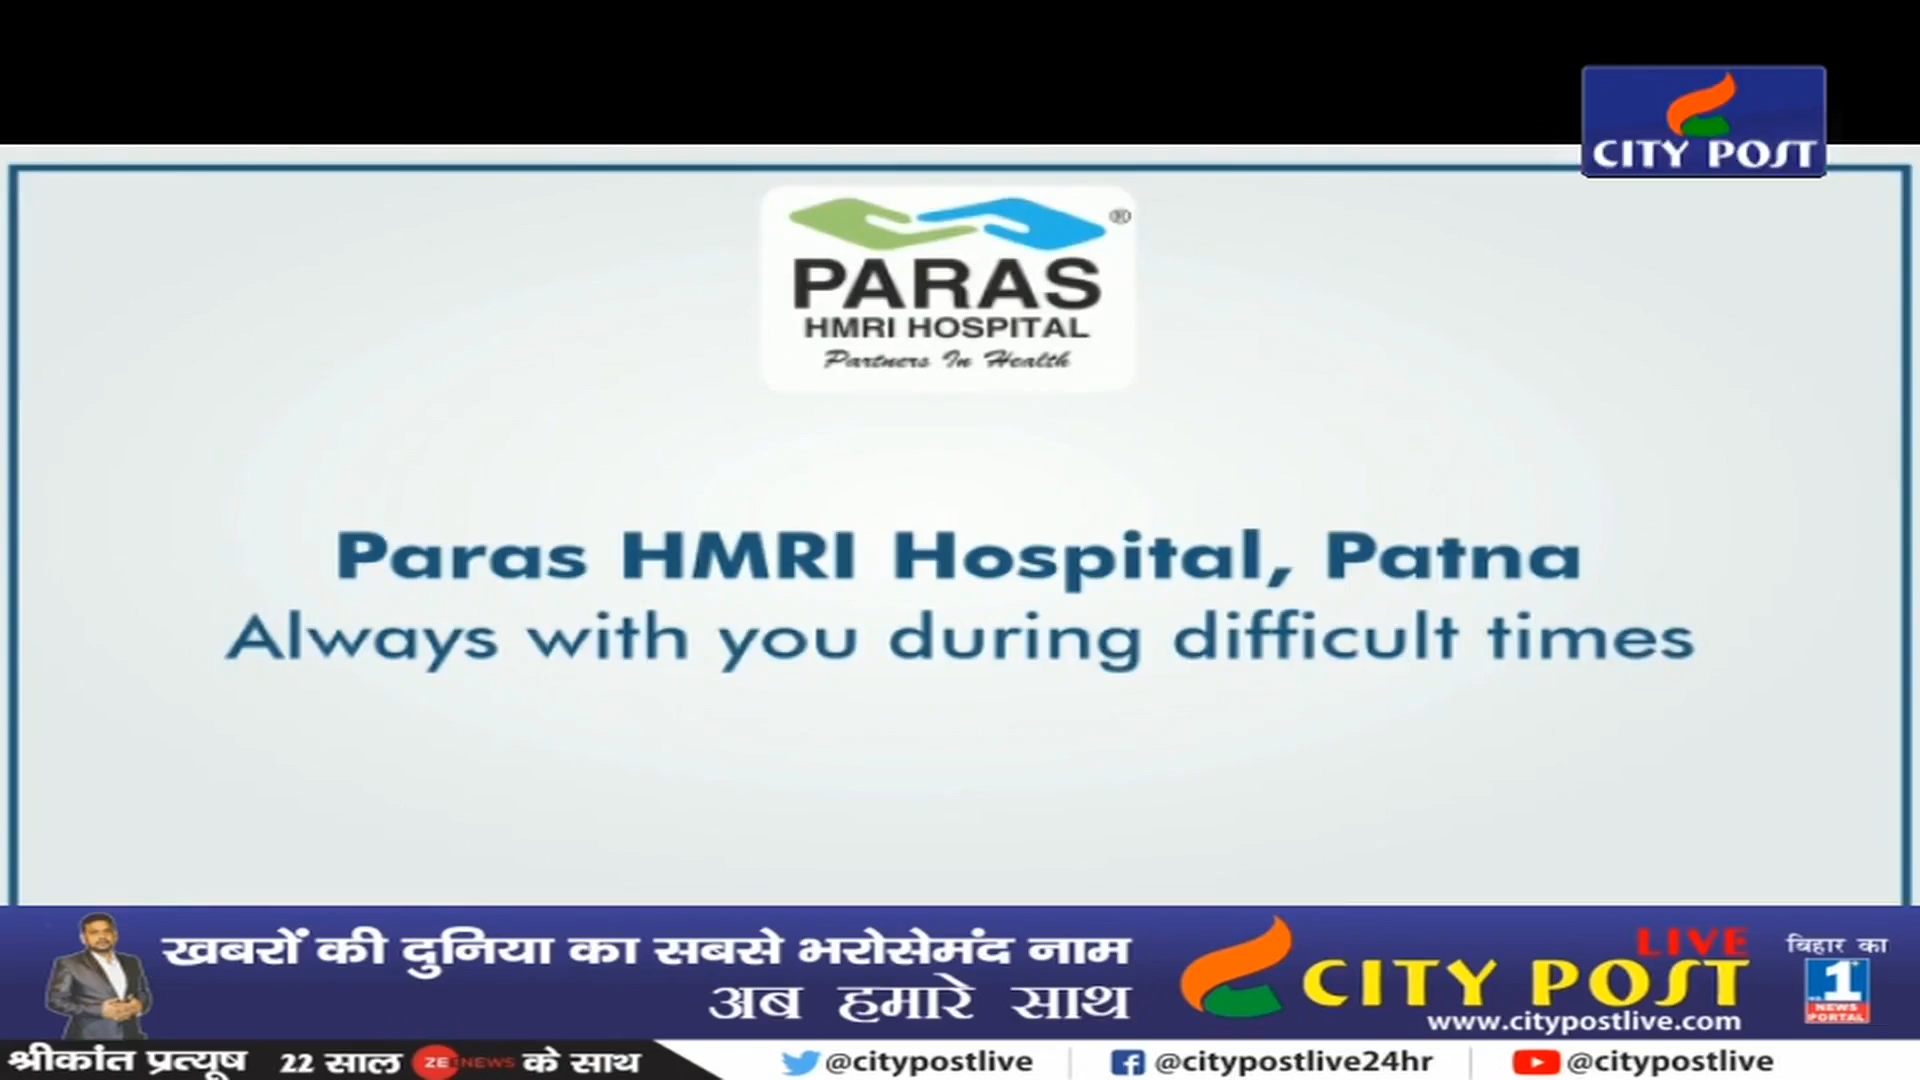 CITY POST
PARAS®
HMRI HOSPITAL
Partners In Health
Paras HMRI Hospital, Patna
Always with you during difficult times
खबरों की दुनिया का सबसे भरोसेमंद नाम
अब हमारे साथ
LIVE
CITY POST
www.citypostlive.com
बिहार का
NO. 1
NEWS
PORTAL
श्रीकांत प्रत्यूष 22 साल ZEE NEWS के साथ
@citypostlive
@citypostlive24hr
@citypostlive